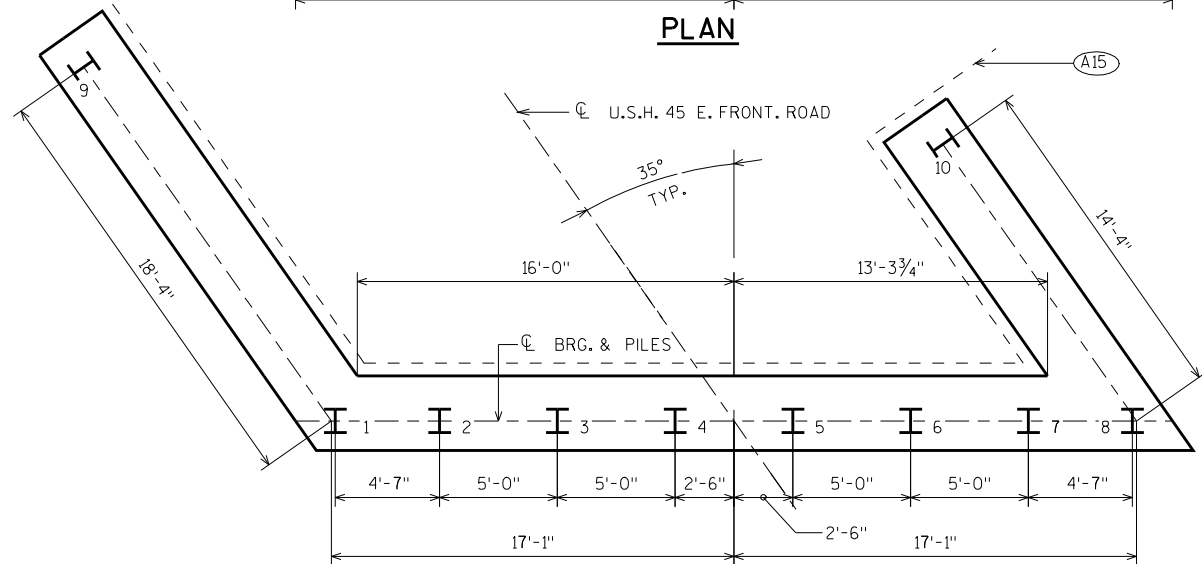 PLAN
A15
9
℄ U.S.H. 45 E. FRONT. ROAD
10
35°
TYP.
14'-4"
18'-4"
16'-0"
13'-3¾"
℄ BRG. & PILES
1 2 3 4 5 6 7 8
4'-7" 5'-0" 5'-0" 2'-6" 5'-0" 5'-0" 4'-7"
2'-6"
17'-1" 17'-1"